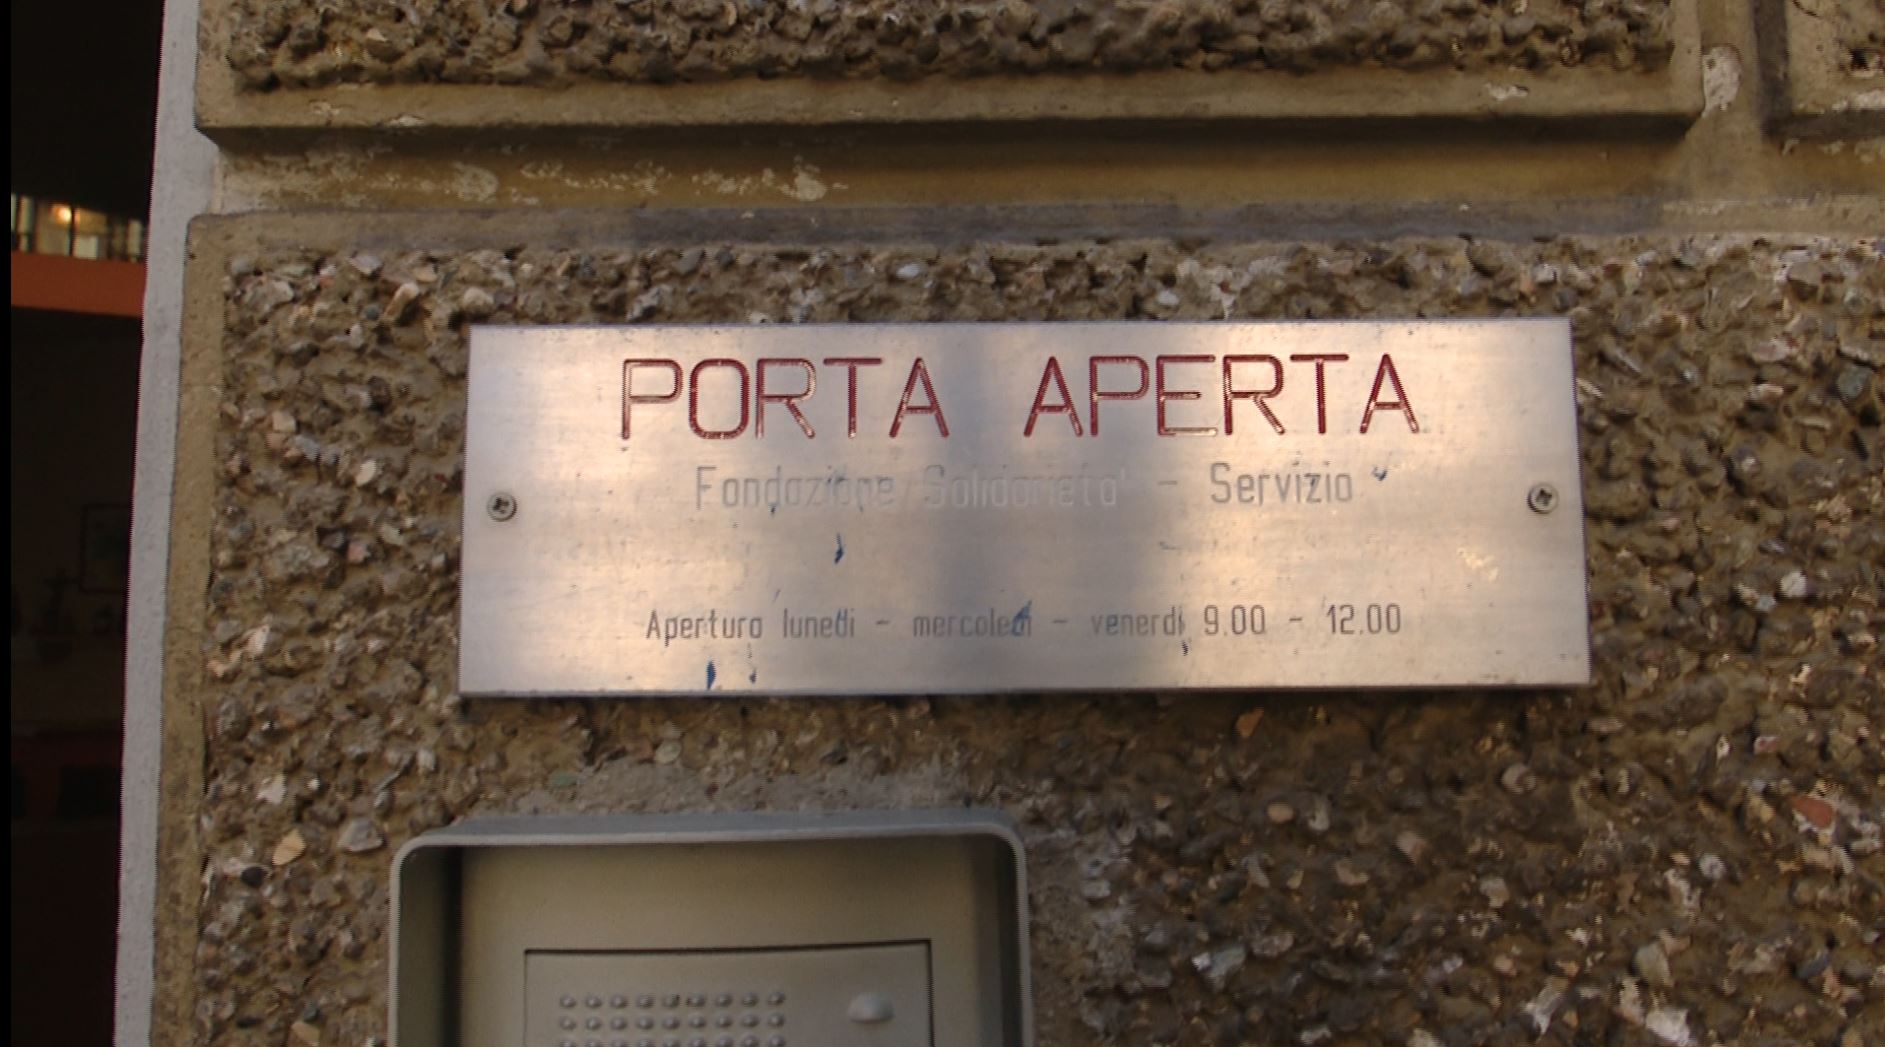 PORTA APERTA
Fondazione Solidarieta' - Servizio
Apertura lunedi - mercoledi - venerdi 9.00 - 12.00